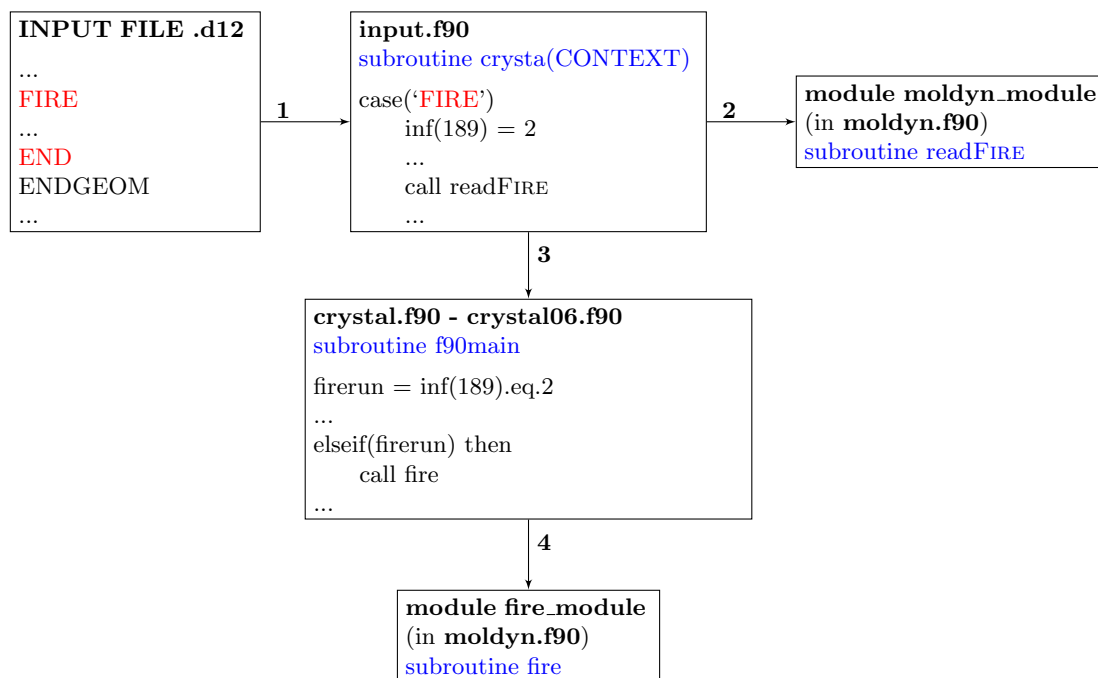 INPUT FILE .d12
...
FIRE
...
END
ENDGEOM
...
1
input.f90
subroutine crysta(CONTEXT)
case(‘FIRE’)
inf(189) = 2
...
call readFIRE
...
2
module moldyn_module
(in moldyn.f90)
subroutine readFIRE
3
crystal.f90 - crystal06.f90
subroutine f90main
firerun = inf(189).eq.2
...
elseif(firerun) then
call fire
...
4
module fire_module
(in moldyn.f90)
subroutine fire